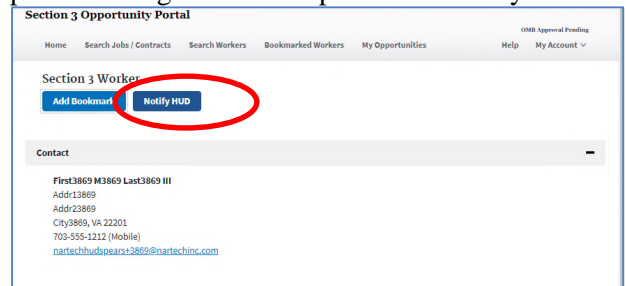 Section 3 Opportunity Portal
OMB Approval Pending
Home Search Jobs / Contracts Search Workers Bookmarked Workers My Opportunities Help My Account
Section 3 Worker
Add Bookmark Notify HUD
Contact
First3869 M3869 Last3869 III
Addr13869
Addr23869
City3869, VA 22201
703-555-1212 (Mobile)
nartechhudspears+3869@nartechinc.com